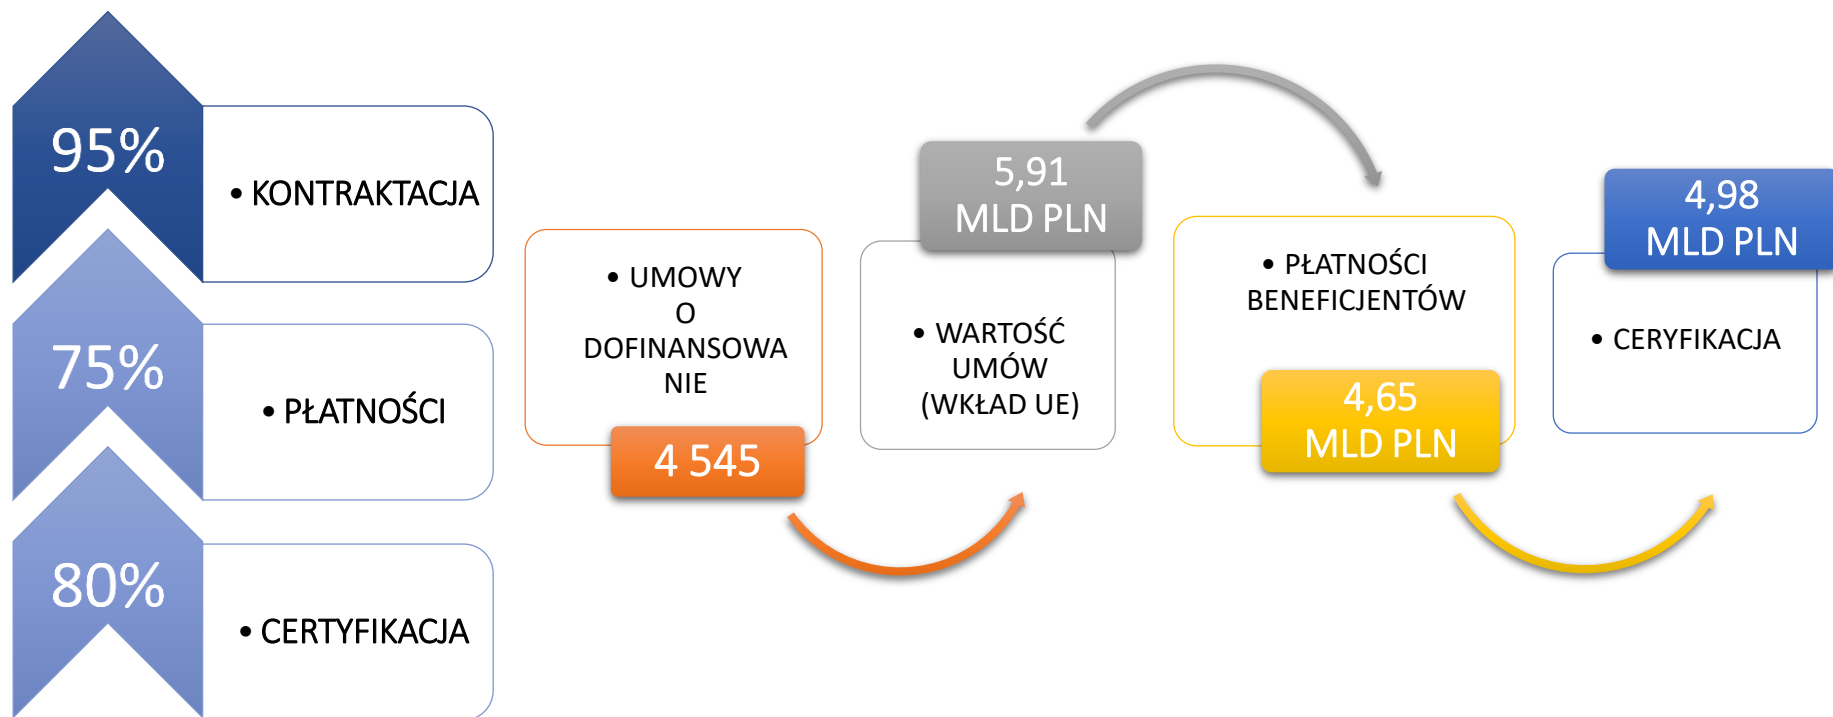 95%
• KONTRAKTACJA
75%
• PŁATNOŚCI
80%
• CERTYFIKACJA
• UMOWY
O
DOFINANSOWA
NIE
4 545
5,91
MLD PLN
• WARTOŚĆ
UMÓW
(WKŁAD UE)
• PŁATNOŚCI
BENEFICJENTÓW
4,65
MLD PLN
4,98
MLD PLN
• CERYFIKACJA